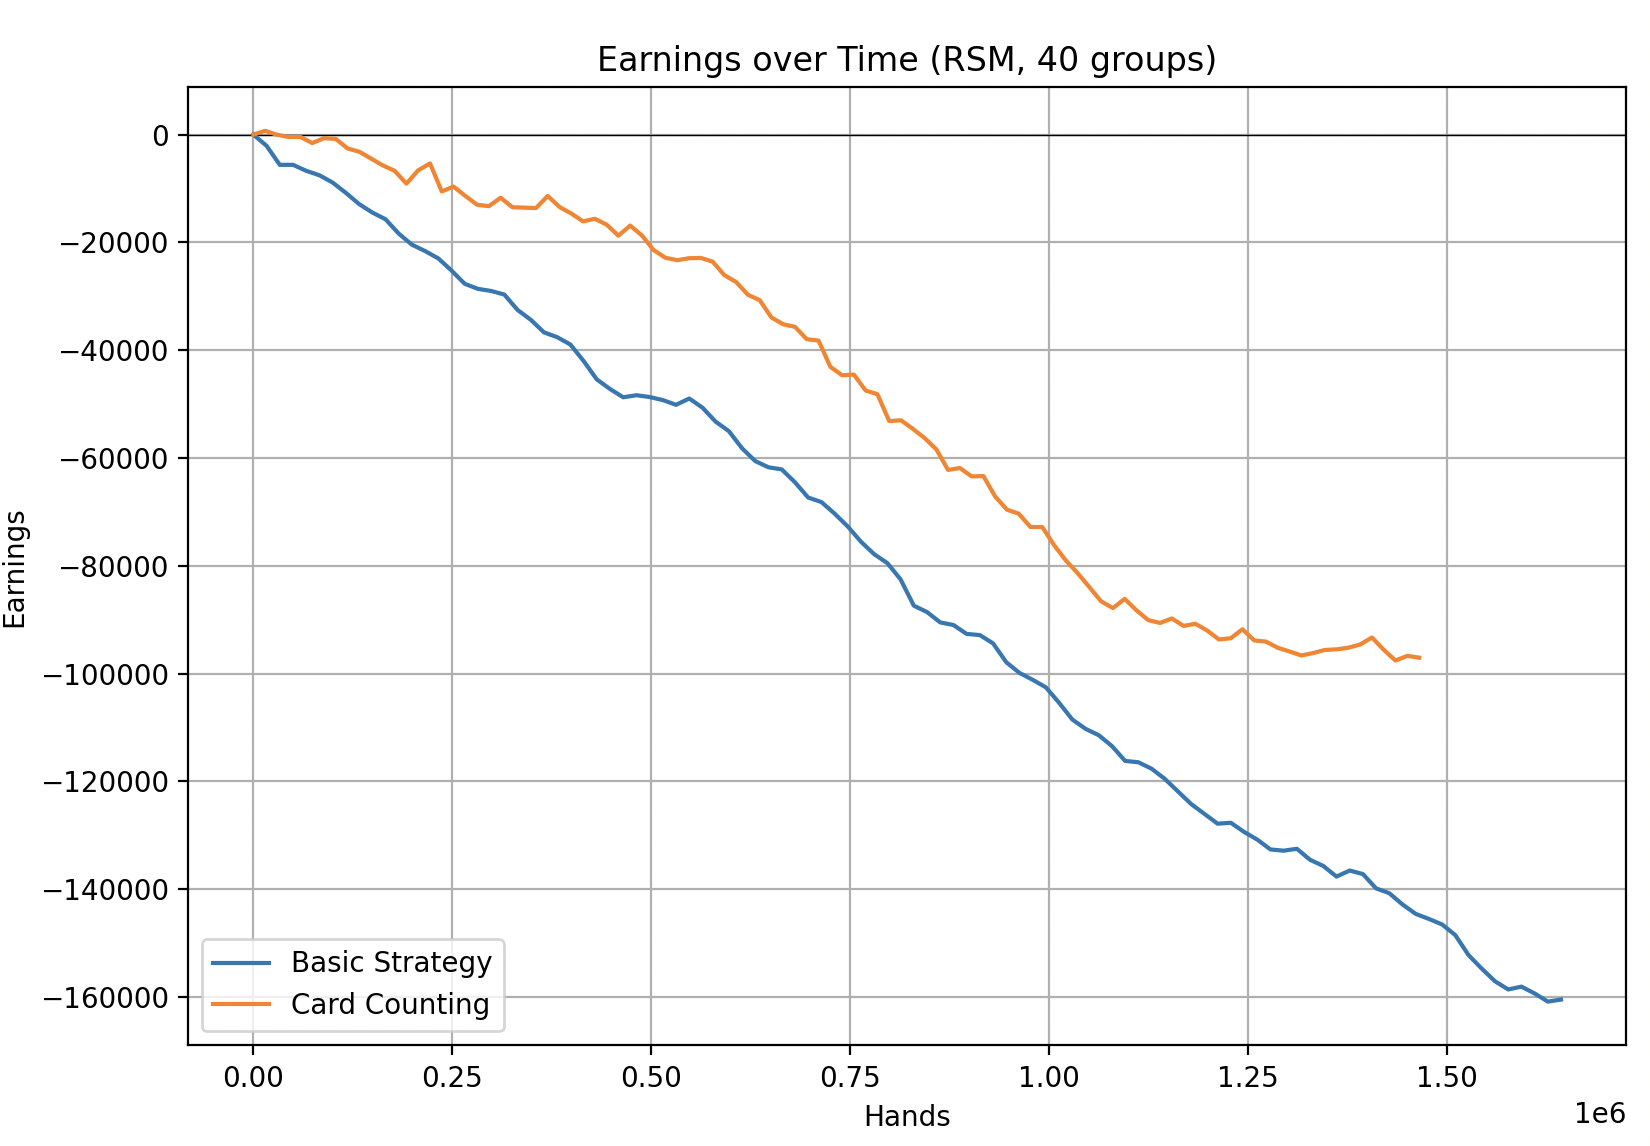 Earnings over Time (RSM, 40 groups)
0
−20000
−40000
−60000
−80000
−100000
−120000
−140000
−160000
Earnings
Basic Strategy
Card Counting
0.00 0.25 0.50 0.75 1.00 1.25 1.50
Hands
1e6